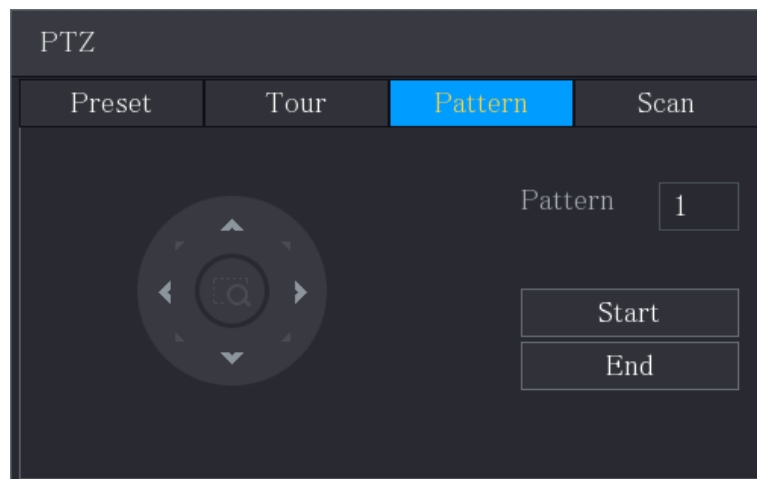 PTZ
Preset Tour Pattern Scan
Pattern 1
Start
End